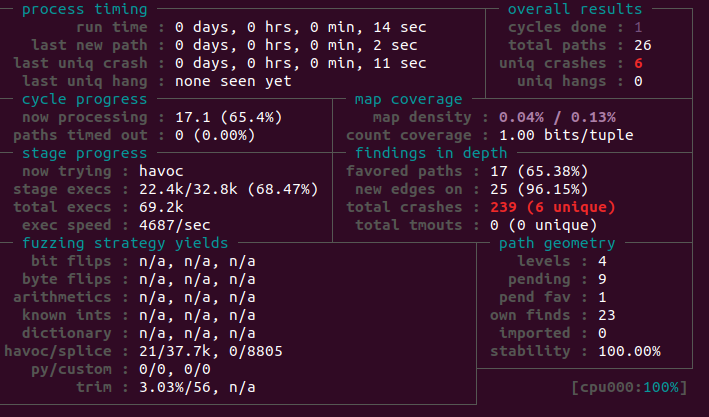 process timing overall results
run time : 0 days, 0 hrs, 0 min, 14 sec cycles done : 1
last new path : 0 days, 0 hrs, 0 min, 2 sec total paths : 26
last uniq crash : 0 days, 0 hrs, 0 min, 11 sec uniq crashes : 6
last uniq hang : none seen yet uniq hangs : 0
cycle progress map coverage
now processing : 17.1 (65.4%) map density : 0.04% / 0.13%
paths timed out : 0 (0.00%) count coverage : 1.00 bits/tuple
stage progress findings in depth
now trying : havoc favored paths : 17 (65.38%)
stage execs : 22.4k/32.8k (68.47%) new edges on : 25 (96.15%)
total execs : 69.2k total crashes : 239 (6 unique)
exec speed : 4687/sec total tmouts : 0 (0 unique)
fuzzing strategy yields path geometry
bit flips : n/a, n/a, n/a levels : 4
byte flips : n/a, n/a, n/a pending : 9
arithmetics : n/a, n/a, n/a pend fav : 1
known ints : n/a, n/a, n/a own finds : 23
dictionary : n/a, n/a, n/a imported : 0
havoc/splice : 21/37.7k, 0/8805 stability : 100.00%
py/custom : 0/0, 0/0
trim : 3.03%/56, n/a [cpu000:100%]